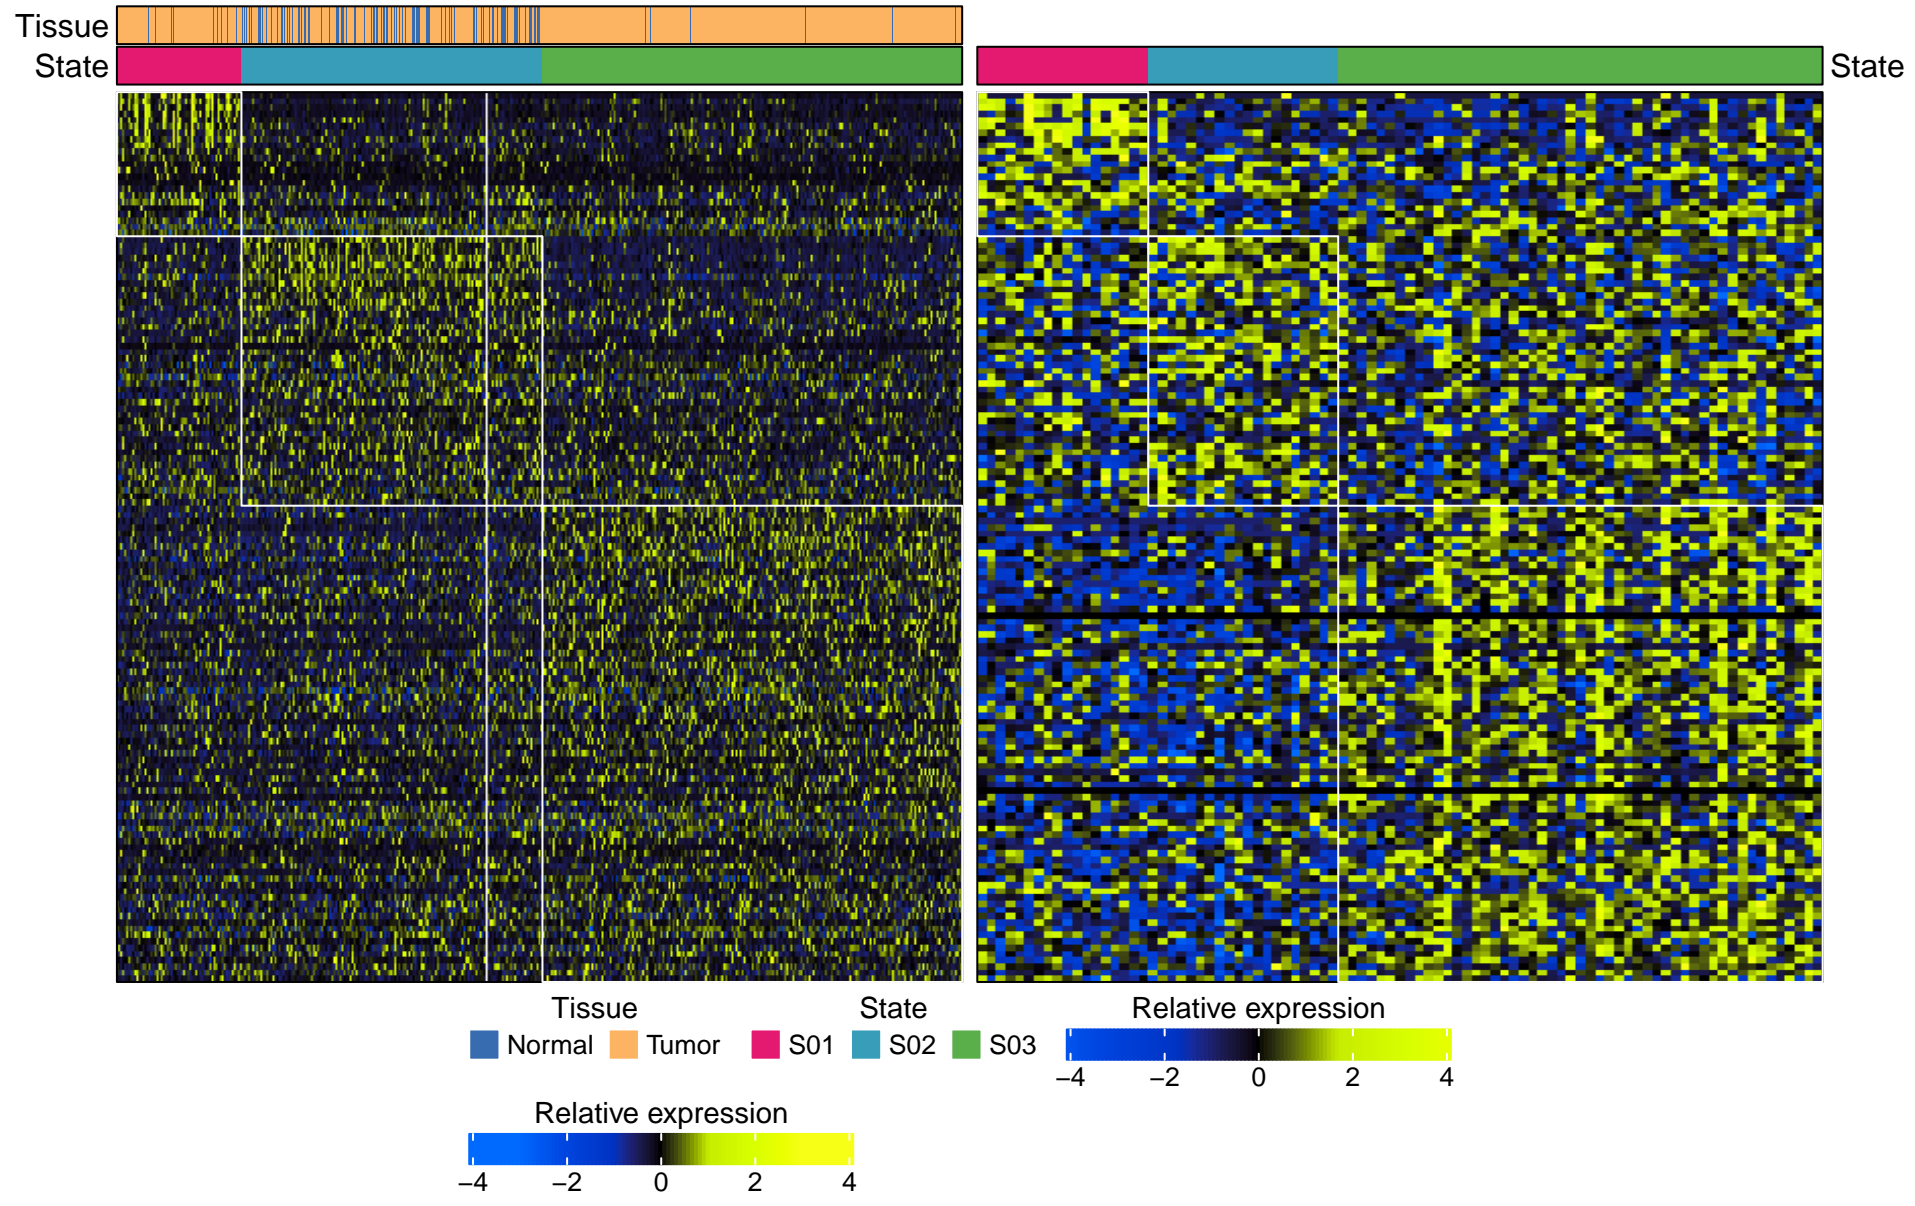 Tissue
State
State
Tissue
Normal
Tumor
State
S01
S02
S03
Relative expression
−4 −2 0 2 4
Relative expression
−4 −2 0 2 4